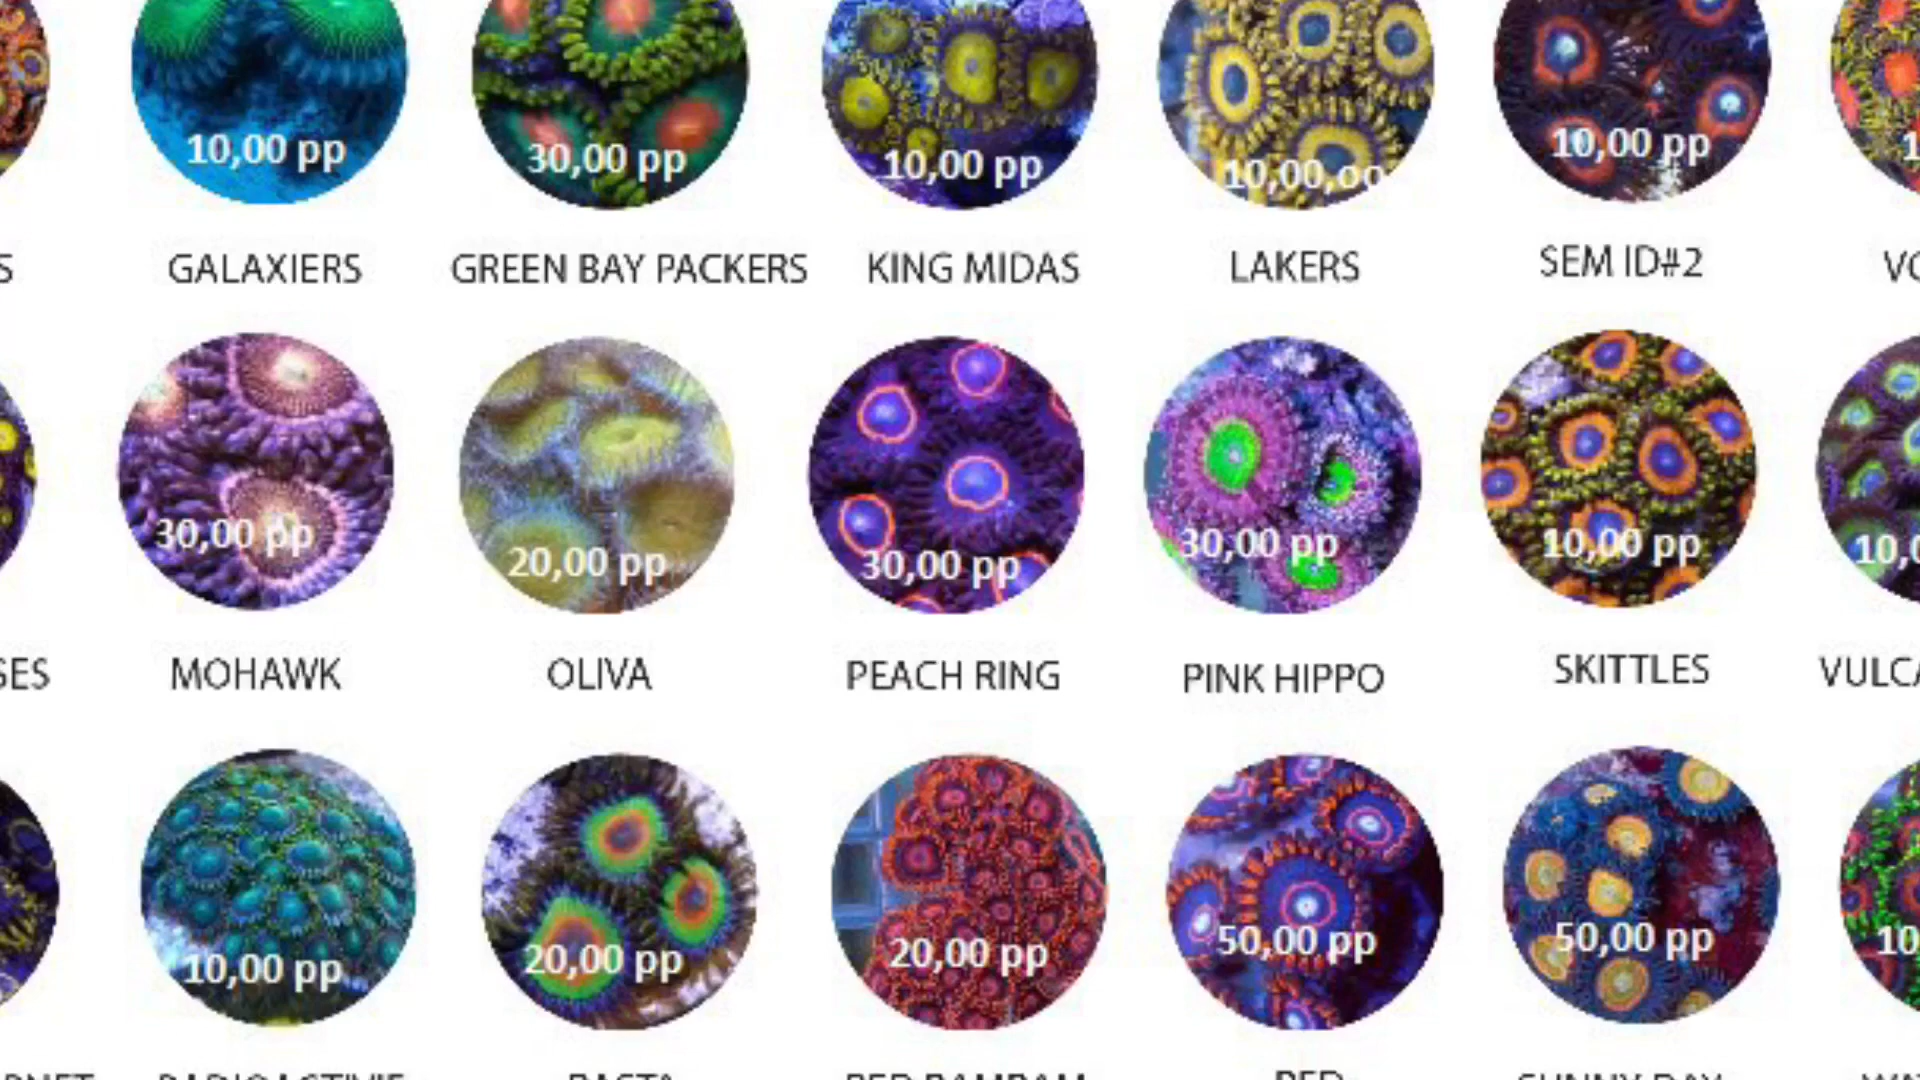 10,00 pp
30,00 pp
10,00 pp
10,00,oo
10,00 pp
GALAXIERS
GREEN BAY PACKERS
KING MIDAS
LAKERS
SEM ID#2
30,00 pp
20,00 pp
30,00 pp
30,00 pp
10,00 pp
MOHAWK
OLIVA
PEACH RING
PINK HIPPO
SKITTLES
10,00 pp
20,00 pp
20,00 pp
50,00 pp
50,00 pp